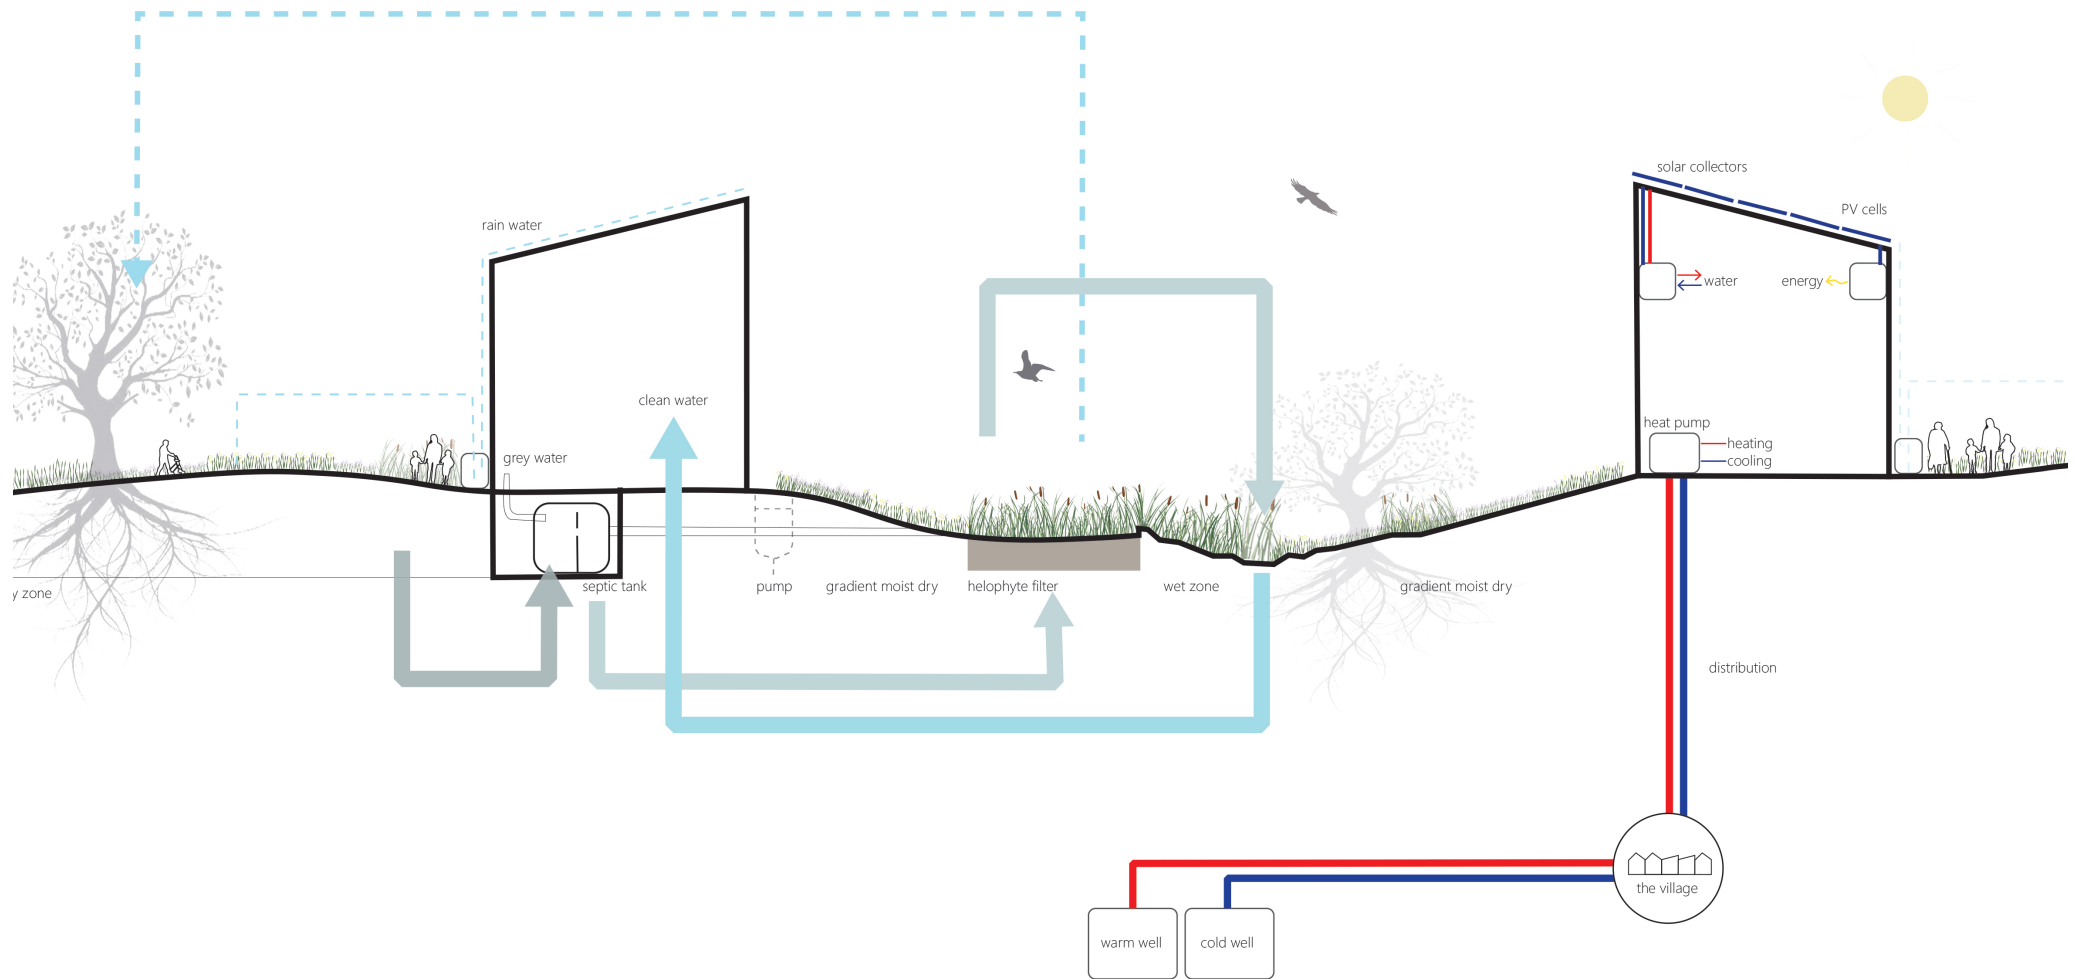 solar collectors
PV cells
rain water
water
energy
clean water
heat pump
heating
cooling
grey water
septic tank
pump
gradient moist dry
helophyte filter
wet zone
gradient moist dry
y zone
distribution
the village
warm well
cold well